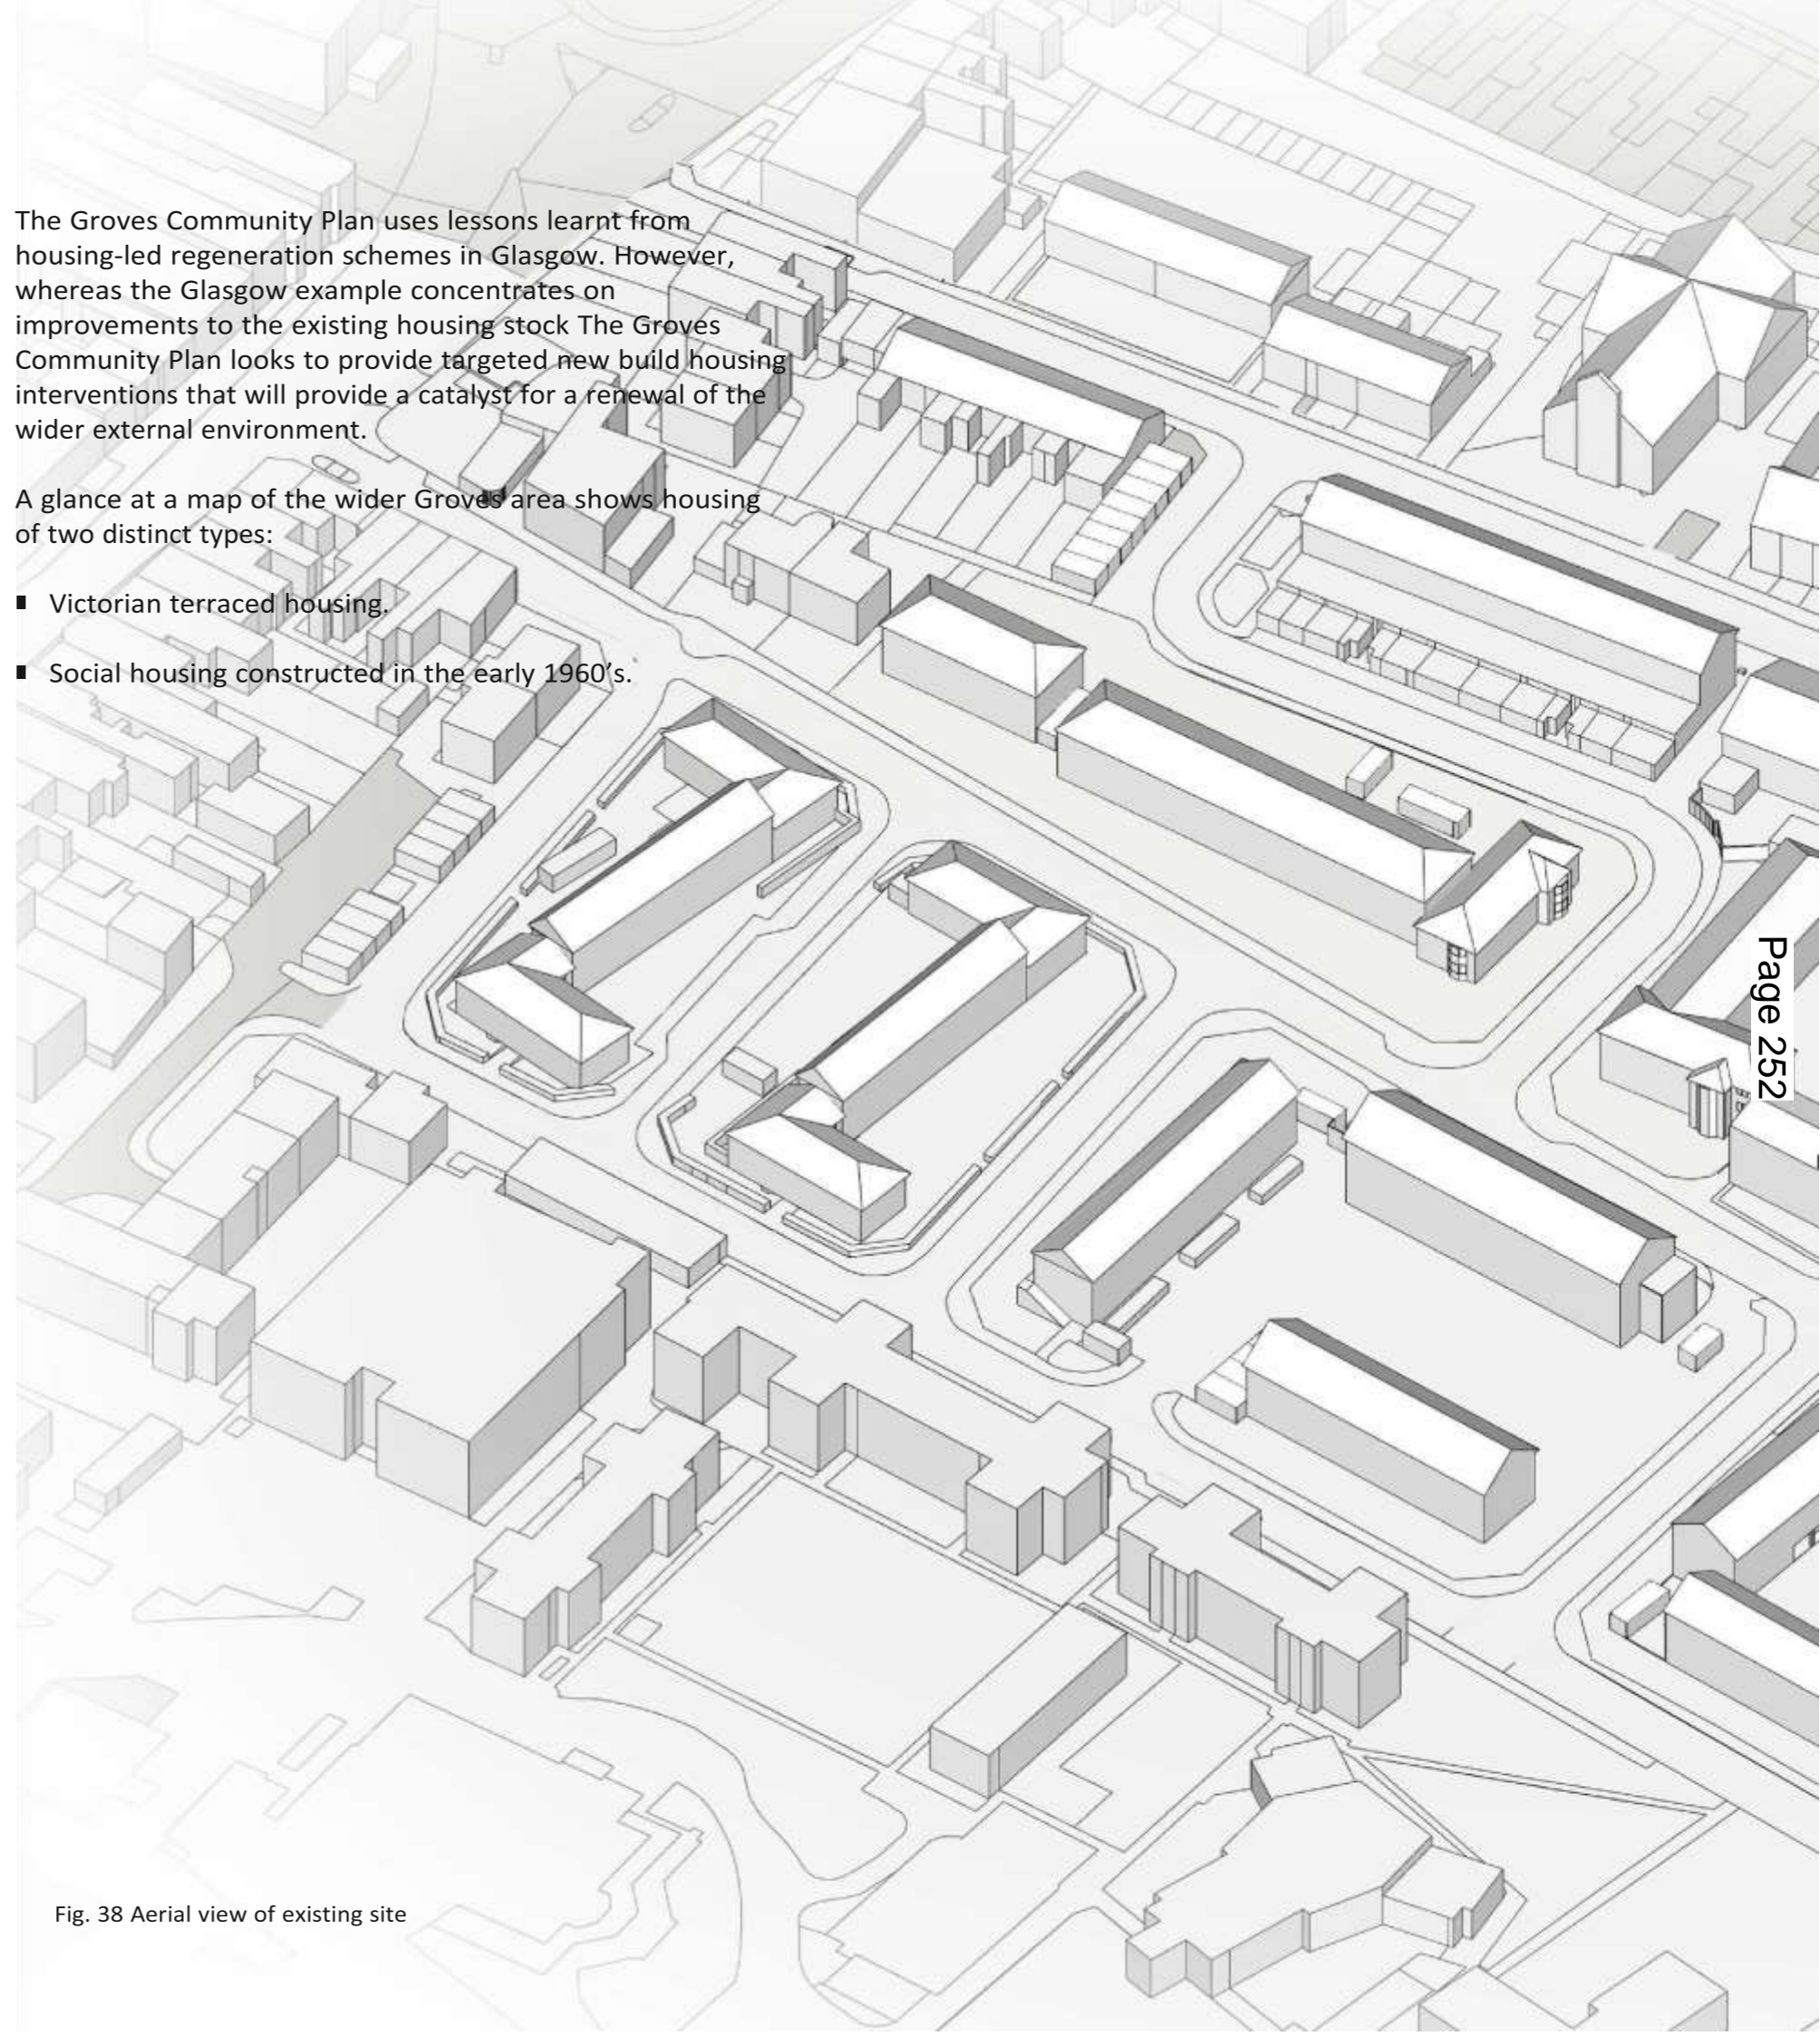 The Groves Community Plan uses lessons learnt from
housing-led regeneration schemes in Glasgow. However,
whereas the Glasgow example concentrates on
improvements to the existing housing stock The Groves
Community Plan looks to provide targeted new build housing
interventions that will provide a catalyst for a renewal of the
wider external environment.
A glance at a map of the wider Groves area shows housing
of two distinct types:
▪ Victorian terraced housing.
▪ Social housing constructed in the early 1960’s.
Page 252
Fig. 38 Aerial view of existing site